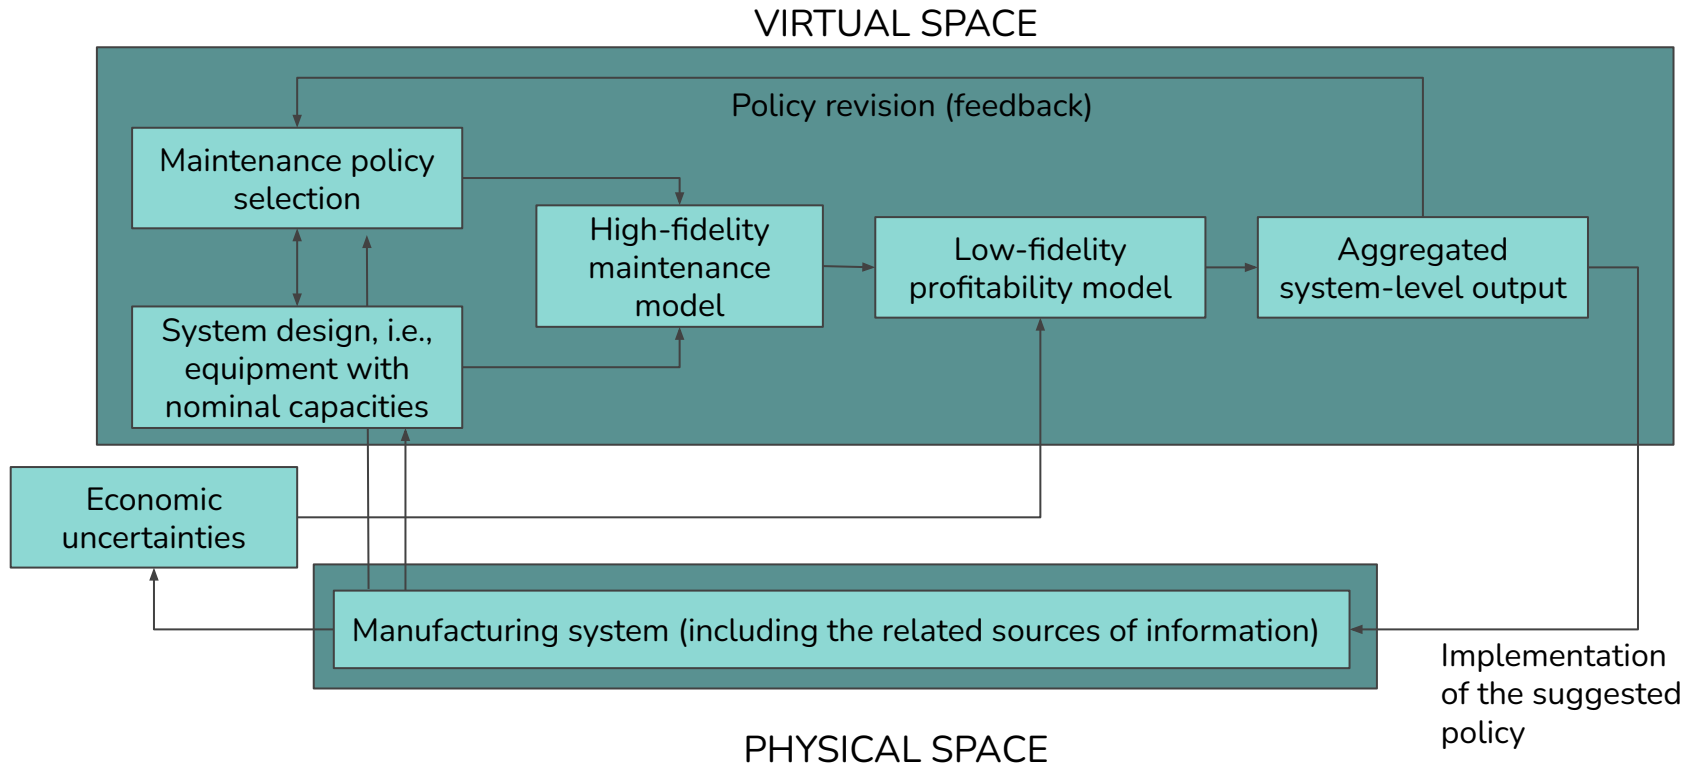 VIRTUAL SPACE
Policy revision (feedback)
Maintenance policy
selection
High-fidelity
maintenance
model
Low-fidelity
profitability model
Aggregated
system-level output
System design, i.e.,
equipment with
nominal capacities
Economic
uncertainties
Manufacturing system (including the related sources of information)
Implementation
of the suggested
policy
PHYSICAL SPACE